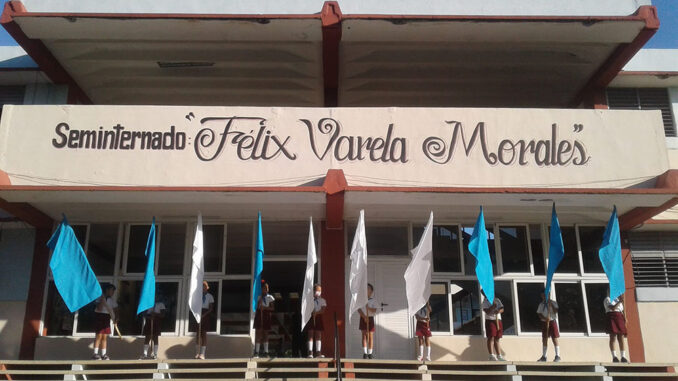 Seminternado: "Félix Varela Morales"